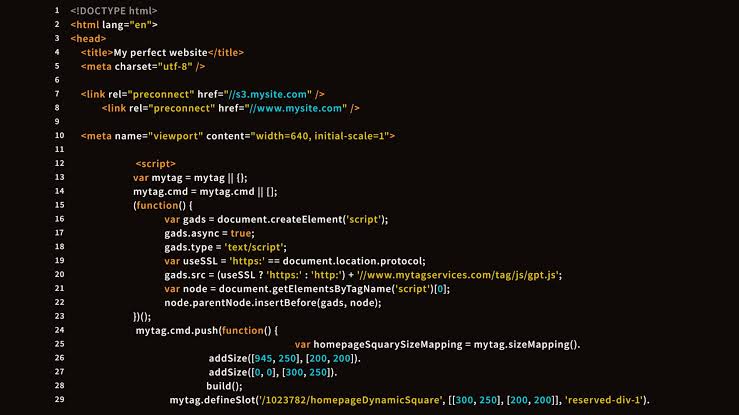 1 <!DOCTYPE html>
2 <html lang="en">
3 <head>
4 <title>My perfect website</title>
5 <meta charset="utf-8" />
6
7 <link rel="preconnect" href="//s3.mysite.com" />
8 <link rel="preconnect" href="//www.mysite.com" />
9
10 <meta name="viewport" content="width=640, initial-scale=1">
11
12 <script>
13 var mytag = mytag || {};
14 mytag.cmd = mytag.cmd || [];
15 (function() {
16 var gads = document.createElement('script');
17 gads.async = true;
18 gads.type = 'text/script';
19 var useSSL = 'https:' == document.location.protocol;
20 gads.src = (useSSL ? 'https:' : 'http:') + '//www.mytagservices.com/tag/js/gpt.js';
21 var node = document.getElementsByTagName('script')[0];
22 node.parentNode.insertBefore(gads, node);
23 })();
24 mytag.cmd.push(function() {
25 var homepageSquarySizeMapping = mytag.sizeMapping().
26 addSize([945, 250], [200, 200]).
27 addSize([0, 0], [300, 250]).
28 build();
29 mytag.defineSlot('/1023782/homepageDynamicSquare', [[300, 250], [200, 200]], 'reserved-div-1').